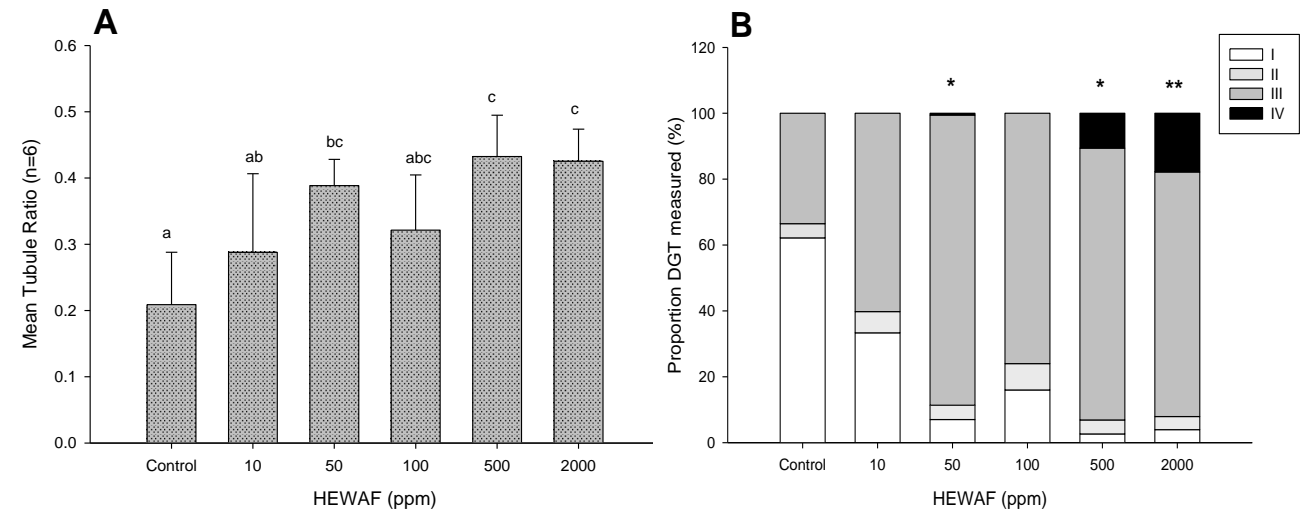 A
Mean Tubule Ratio (n=6)
0.6
0.5
0.4
0.3
0.2
0.1
0.0
a
ab
bc
abc
c
c
Control 10 50 100 500 2000
HEWAF (ppm)
B
Proportion DGT measured (%)
120
100
80
60
40
20
0
* * **
Control 10 50 100 500 2000
HEWAF (ppm)
I
II
III
IV